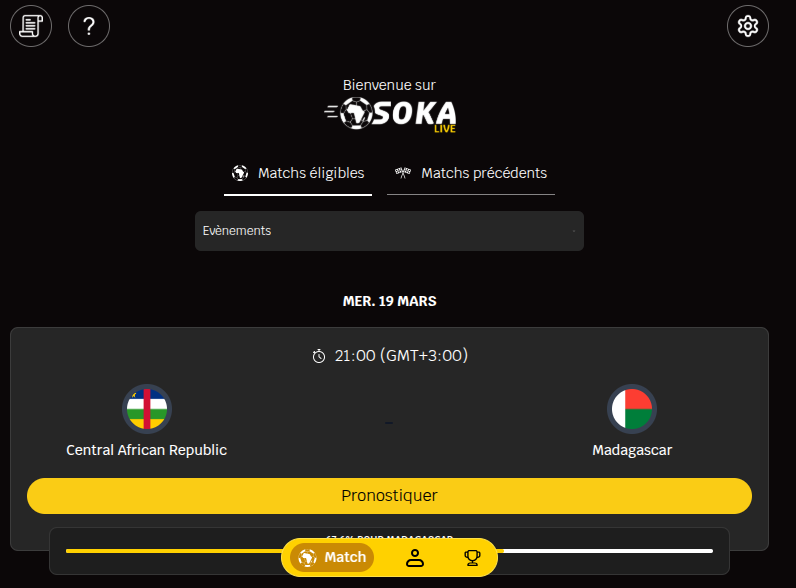 ?
Bienvenue sur
SOKA
LIVE
Matchs éligibles
Matchs précédents
Evènements
MER. 19 MARS
21:00 (GMT+3:00)
-
Central African Republic
Madagascar
Pronostiquer
POUR MADAGASCAR
Match